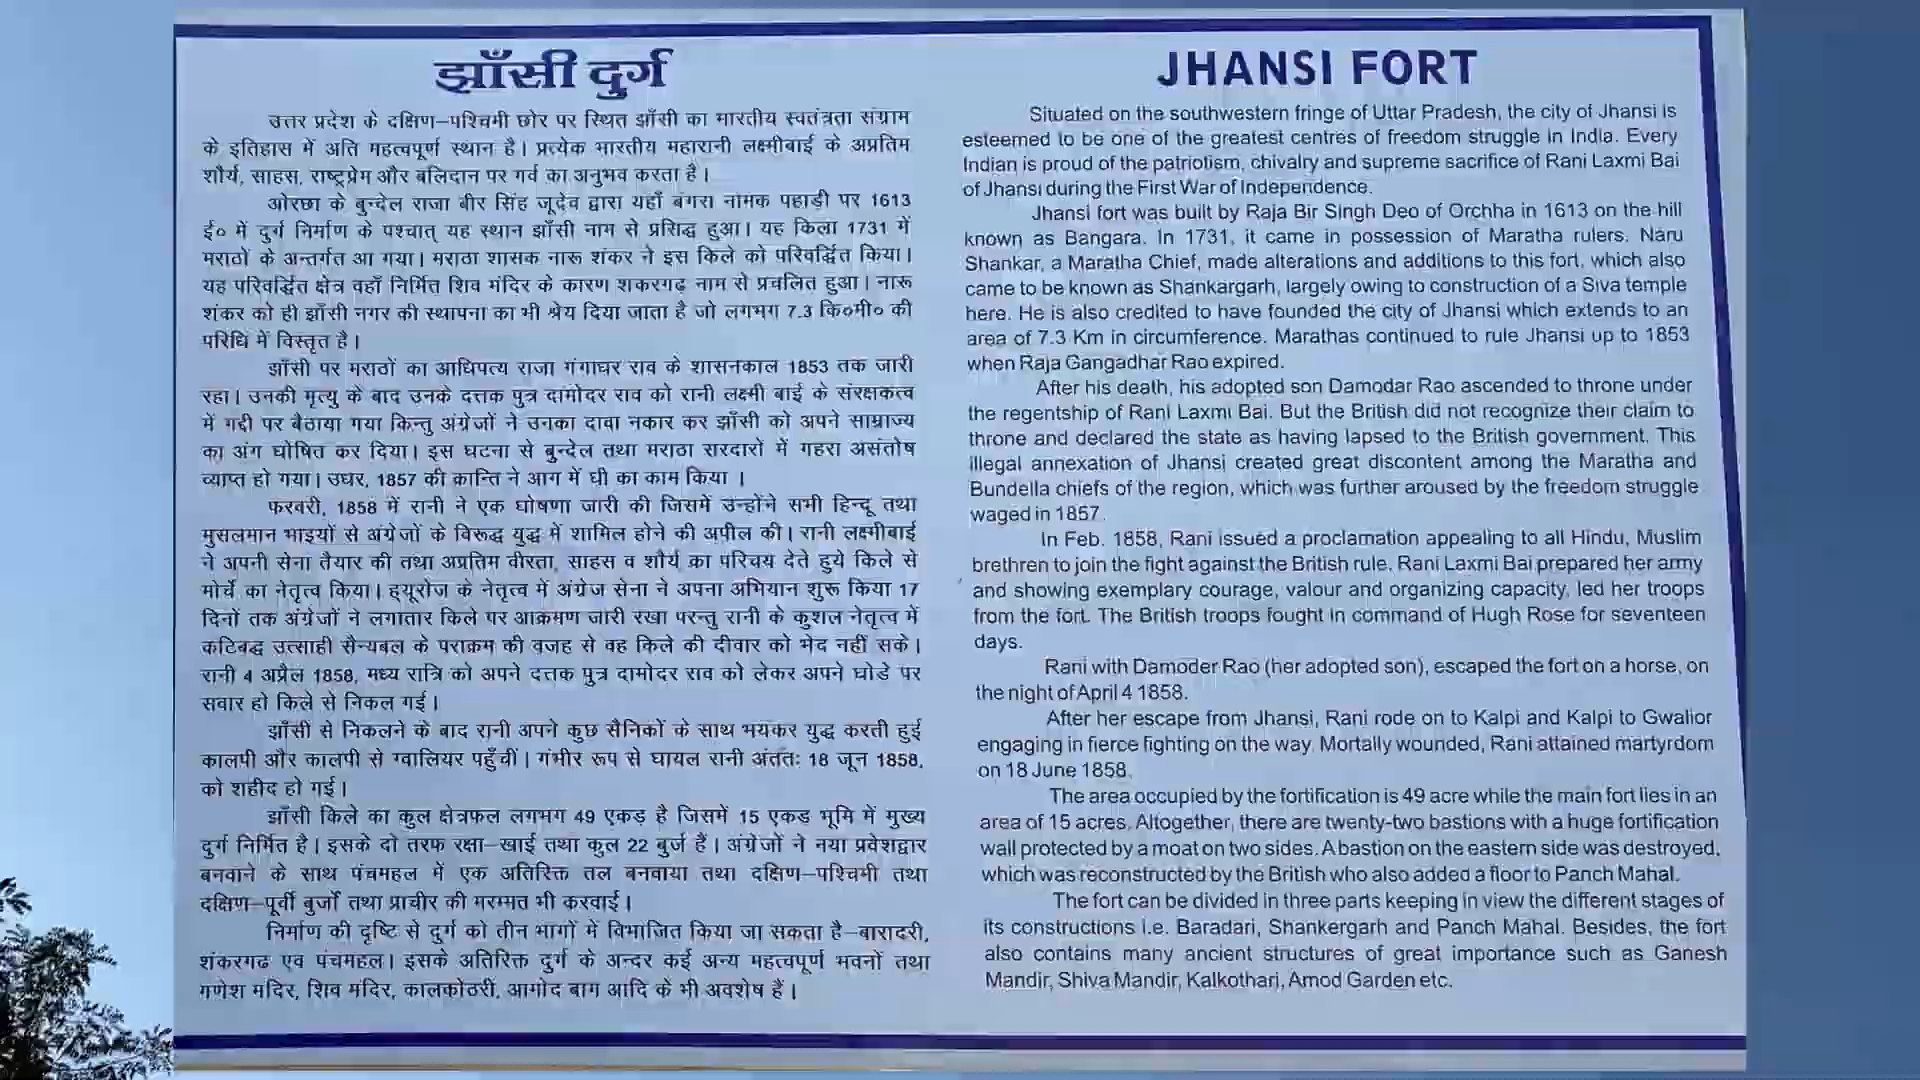 झाँसी दुर्ग
उत्तर प्रदेश के दक्षिण–पश्चिमी छोर पर स्थित झाँसी का भारतीय स्वतंत्रता संग्राम
के इतिहास में अति महत्वपूर्ण स्थान है। प्रत्येक भारतीय महारानी लक्ष्मीबाई के अप्रतिम
शौर्य, साहस, राष्ट्रप्रेम और बलिदान पर गर्व का अनुभव करता है।
ओरछा के बुन्देल राजा बीर सिंह जूदेव द्वारा यहाँ बंगरा नामक पहाड़ी पर 1613
ई० में दुर्ग निर्माण के पश्चात् यह स्थान झाँसी नाम से प्रसिद्ध हुआ। यह किला 1731 में
मराठों के अन्तर्गत आ गया। मराठा शासक नारू शंकर ने इस किले को परिवर्द्धित किया।
यह परिवर्द्धित क्षेत्र वहाँ निर्मित शिव मंदिर के कारण शकरगढ़ नाम से प्रचलित हुआ। नारू
शंकर को ही झाँसी नगर की स्थापना का भी श्रेय दिया जाता है जो लगभग 7.3 कि०मी० की
परिधि में विस्तृत है।
झाँसी पर मराठों का आधिपत्य राजा गंगाधर राव के शासनकाल 1853 तक जारी
रहा। उनकी मृत्यु के बाद उनके दत्तक पुत्र दामोदर राव को रानी लक्ष्मी बाई के संरक्षकत्व
में गद्दी पर बैठाया गया किन्तु अंग्रेजों ने उनका दावा नकार कर झाँसी को अपने साम्राज्य
का अंग घोषित कर दिया। इस घटना से बुन्देल तथा मराठा सरदारों में गहरा असंतोष
व्याप्त हो गया। उधर, 1857 की क्रान्ति ने आग में घी का काम किया ।
फरवरी, 1858 में रानी ने एक घोषणा जारी की जिसमें उन्होंने सभी हिन्दू तथा
मुसलमान भाइयों से अंग्रेजों के विरूद्ध युद्ध में शामिल होने की अपील की। रानी लक्ष्मीबाई
ने अपनी सेना तैयार की तथा अप्रतिम वीरता, साहस व शौर्य का परिचय देते हुये किले से
मोर्चे का नेतृत्व किया। ह्यूरोज के नेतृत्व में अंग्रेज सेना ने अपना अभियान शुरू किया 17
दिनों तक अंग्रेजों ने लगातार किले पर आक्रमण जारी रखा परन्तु रानी के कुशल नेतृत्व में
कटिबद्ध उत्साही सैन्यबल के पराक्रम की वजह से वह किले की दीवार को भेद नहीं सके।
रानी 4 अप्रैल 1858, मध्य रात्रि को अपने दत्तक पुत्र दामोदर राव को लेकर अपने घोडे पर
सवार हो किले से निकल गई।
झाँसी से निकलने के बाद रानी अपने कुछ सैनिकों के साथ भयंकर युद्ध करती हुई
कालपी और कालपी से ग्वालियर पहुँचीं। गंभीर रूप से घायल रानी अंततः 18 जून 1858,
को शहीद हो गई।
झाँसी किले का कुल क्षेत्रफल लगभग 49 एकड़ है जिसमें 15 एकड़ भूमि में मुख्य
दुर्ग निर्मित है। इसके दो तरफ रक्षा–खाई तथा कुल 22 बुर्ज हैं। अंग्रेजों ने नया प्रवेशद्वार
बनवाने के साथ पंचमहल में एक अतिरिक्त तल बनवाया तथा दक्षिण–पश्चिमी तथा
दक्षिण–पूर्वी बुर्जों तथा प्राचीर की मरम्मत भी करवाई।
निर्माण की दृष्टि से दुर्ग को तीन भागों में विभाजित किया जा सकता है–बारादरी,
शंकरगढ एव पंचमहल। इसके अतिरिक्त दुर्ग के अन्दर कई अन्य महत्वपूर्ण भवनों तथा
गणेश मंदिर, शिव मंदिर, कालकोठरी, आमोद बाग आदि के भी अवशेष हैं।
JHANSI FORT
Situated on the southwestern fringe of Uttar Pradesh, the city of Jhansi is
esteemed to be one of the greatest centres of freedom struggle in India. Every
Indian is proud of the patriotism, chivalry and supreme sacrifice of Rani Laxmi Bai
of Jhansi during the First War of Independence.
Jhansi fort was built by Raja Bir Singh Deo of Orchha in 1613 on the hill
known as Bangara. In 1731, it came in possession of Maratha rulers. Naru
Shankar, a Maratha Chief, made alterations and additions to this fort, which also
came to be known as Shankargarh, largely owing to construction of a Siva temple
here. He is also credited to have founded the city of Jhansi which extends to an
area of 7.3 Km in circumference. Marathas continued to rule Jhansi up to 1853
when Raja Gangadhar Rao expired.
After his death, his adopted son Damodar Rao ascended to throne under
the regentship of Rani Laxmi Bai. But the British did not recognize their claim to
throne and declared the state as having lapsed to the British government. This
illegal annexation of Jhansi created great discontent among the Maratha and
Bundella chiefs of the region, which was further aroused by the freedom struggle
waged in 1857.
In Feb. 1858, Rani issued a proclamation appealing to all Hindu, Muslim
brethren to join the fight against the British rule. Rani Laxmi Bai prepared her army
and showing exemplary courage, valour and organizing capacity, led her troops
from the fort. The British troops fought in command of Hugh Rose for seventeen
days.
Rani with Damoder Rao (her adopted son), escaped the fort on a horse, on
the night of April 4 1858.
After her escape from Jhansi, Rani rode on to Kalpi and Kalpi to Gwalior
engaging in fierce fighting on the way. Mortally wounded, Rani attained martyrdom
on 18 June 1858.
The area occupied by the fortification is 49 acre while the main fort lies in an
area of 15 acres. Altogether, there are twenty-two bastions with a huge fortification
wall protected by a moat on two sides. A bastion on the eastern side was destroyed,
which was reconstructed by the British who also added a floor to Panch Mahal.
The fort can be divided in three parts keeping in view the different stages of
its constructions i.e. Baradari, Shankergarh and Panch Mahal. Besides, the fort
also contains many ancient structures of great importance such as Ganesh
Mandir, Shiva Mandir, Kalkothari, Amod Garden etc.